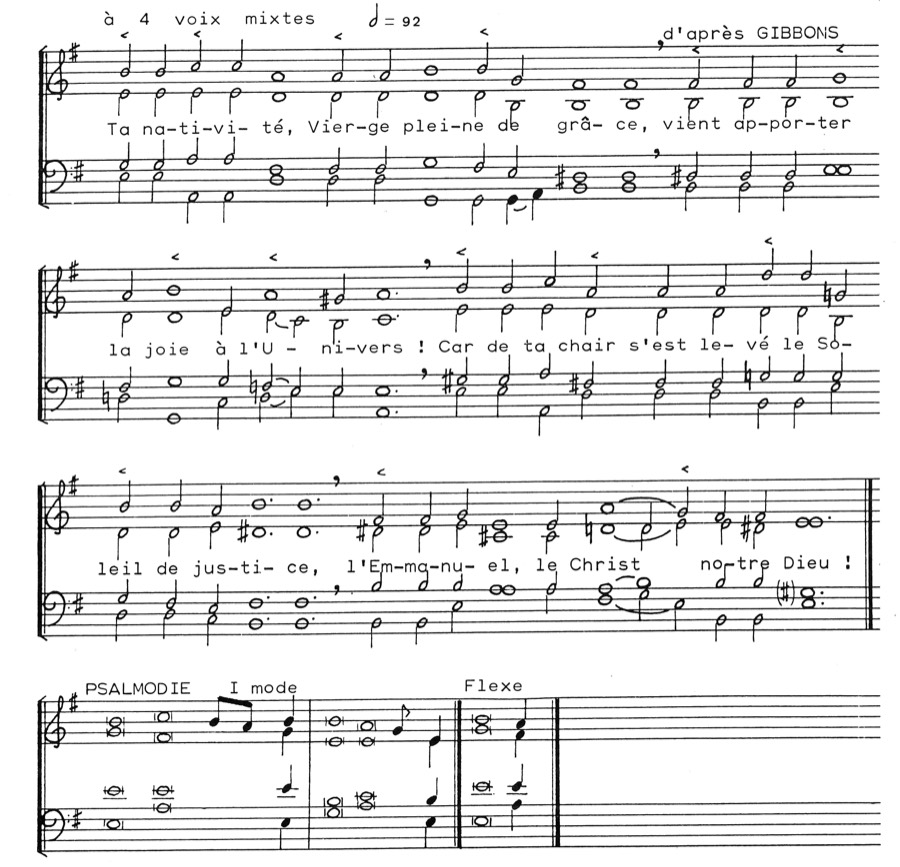 à 4 voix mixtes 𝅗𝅥 = 92
d'après GIBBONS
Ta na-ti-vi- té, Vier-ge plei-ne de grâ- ce, vient ap-por-ter
la joie à l'U - ni-vers ! Car de ta chair s'est le- vé le So-
leil de jus-ti- ce, l'Em-ma-nu- el, le Christ no-tre Dieu !
PSALMODIE I mode Flexe